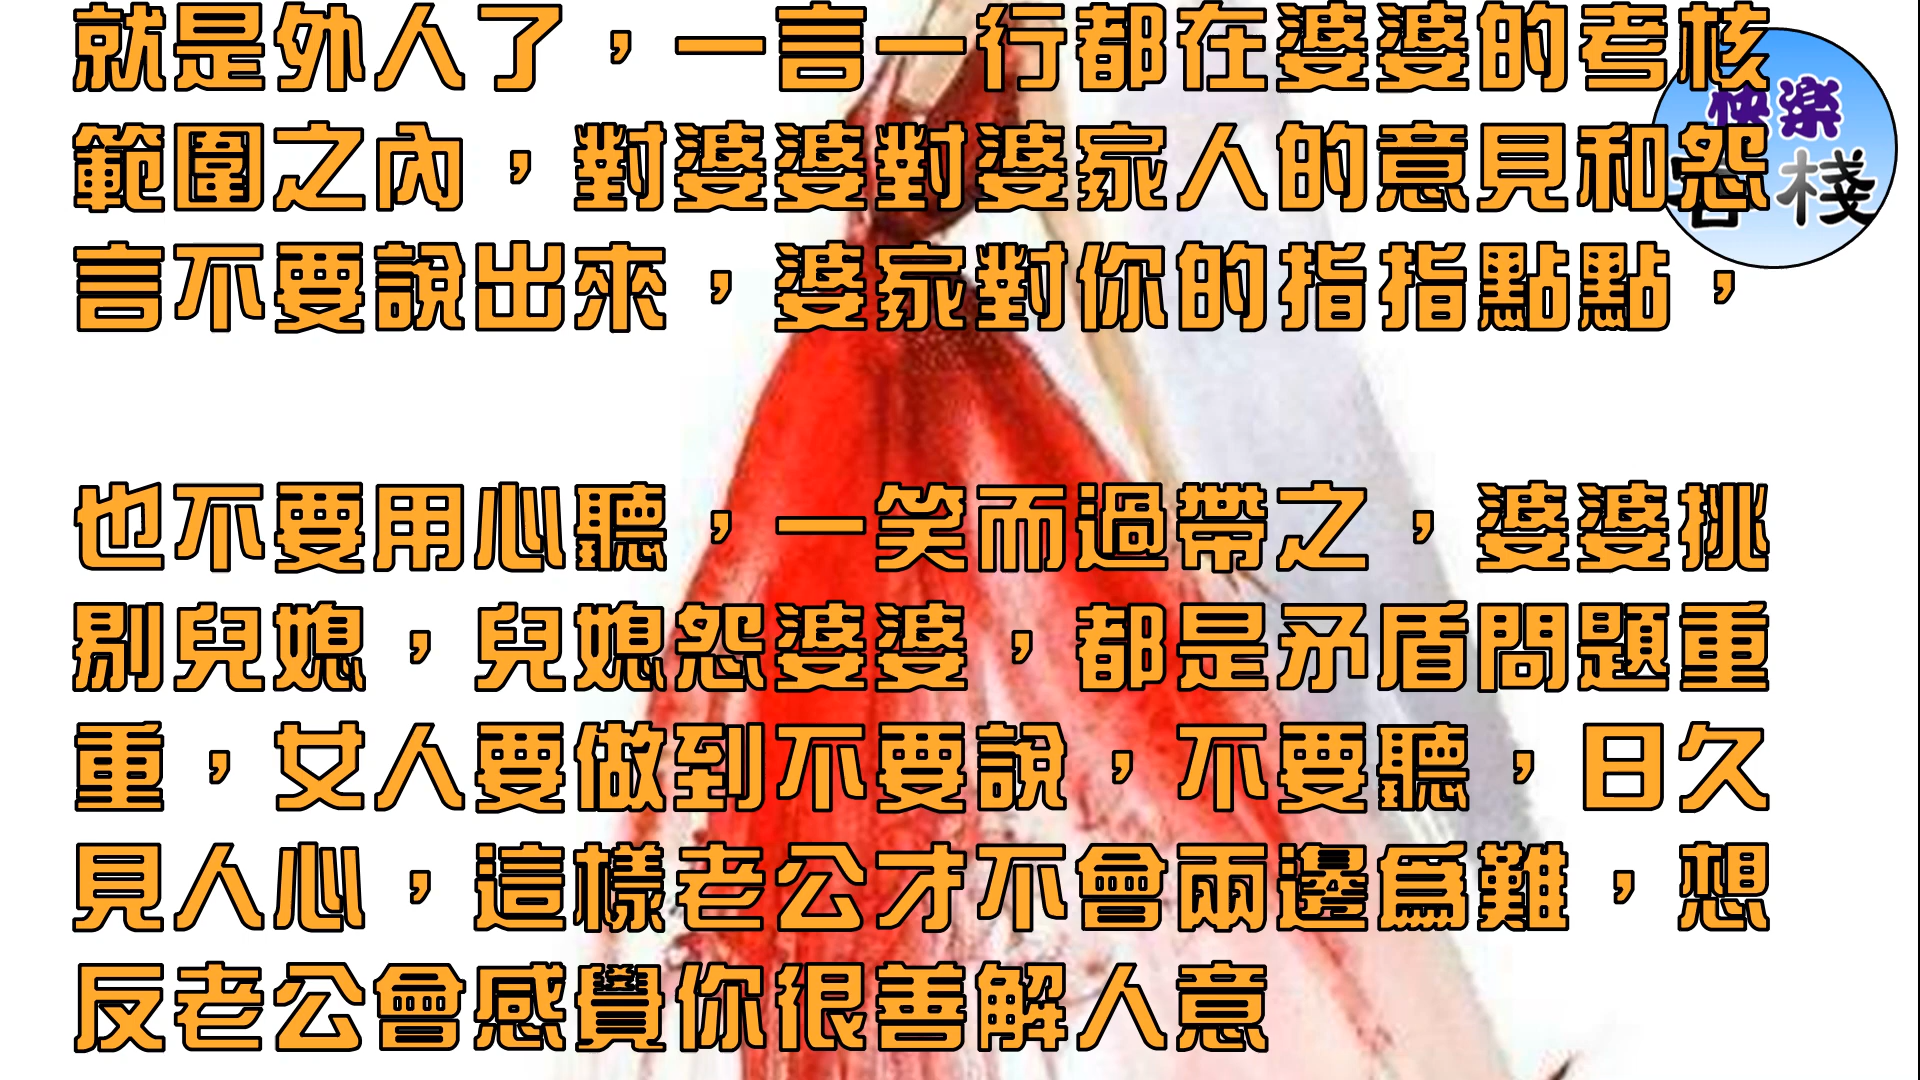 就是外人了，一言一行都在婆婆的考核
範圍之內，對婆婆對婆家人的意見和怨
言不要說出來，婆家對你的指指點點，
也不要用心聽，一笑而過帶之，婆婆挑
剔兒媳，兒媳怨婆婆，都是矛盾問題重
重，女人要做到不要說，不要聽，日久
見人心，這樣老公才不會兩邊為難，想
反老公會感覺你很善解人意
快樂
客棧